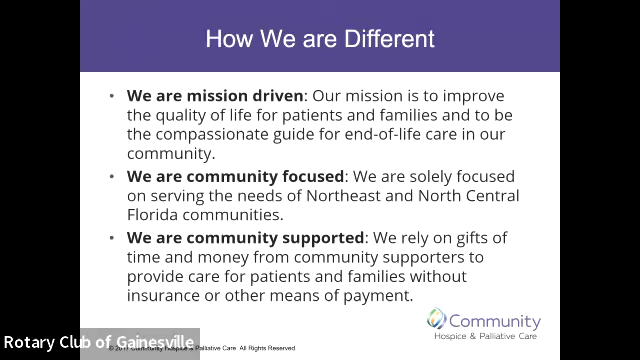 How We are Different
• We are mission driven: Our mission is to improve
the quality of life for patients and families and to be
the compassionate guide for end-of-life care in our
community.
• We are community focused: We are solely focused
on serving the needs of Northeast and North Central
Florida communities.
• We are community supported: We rely on gifts of
time and money from community supporters to
provide care for patients and families without
insurance or other means of payment.
Community
Hospice & Palliative Care
Rotary Club of Gainesville
Community Hospice & Palliative Care. All Rights Reserved.